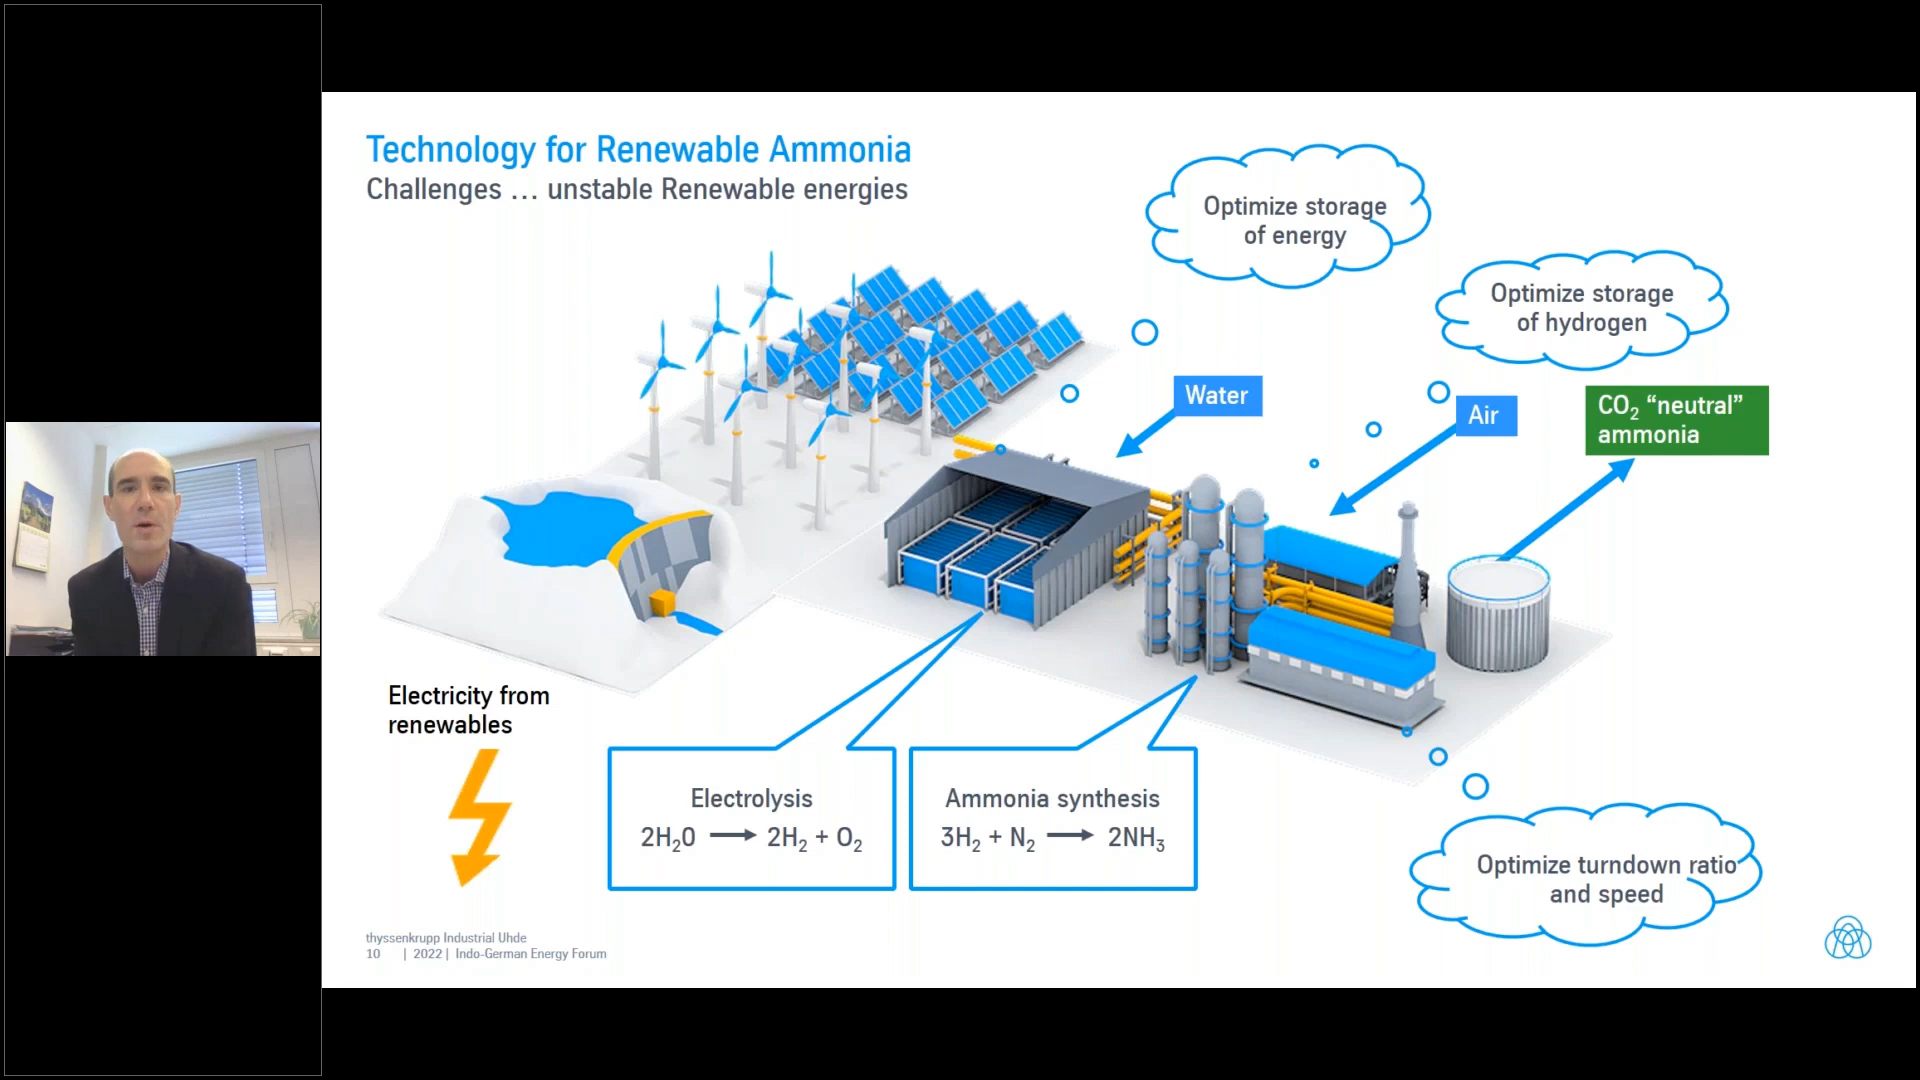 Technology for Renewable Ammonia
Challenges … unstable Renewable energies
Optimize storage
of energy
Optimize storage
of hydrogen
Water
Air
CO₂ “neutral”
ammonia
Electricity from
renewables
Electrolysis
2H₂0 → 2H₂ + O₂
Ammonia synthesis
3H₂ + N₂ → 2NH₃
Optimize turndown ratio
and speed
thyssenkrupp Industrial Uhde
10 | 2022 | Indo-German Energy Forum